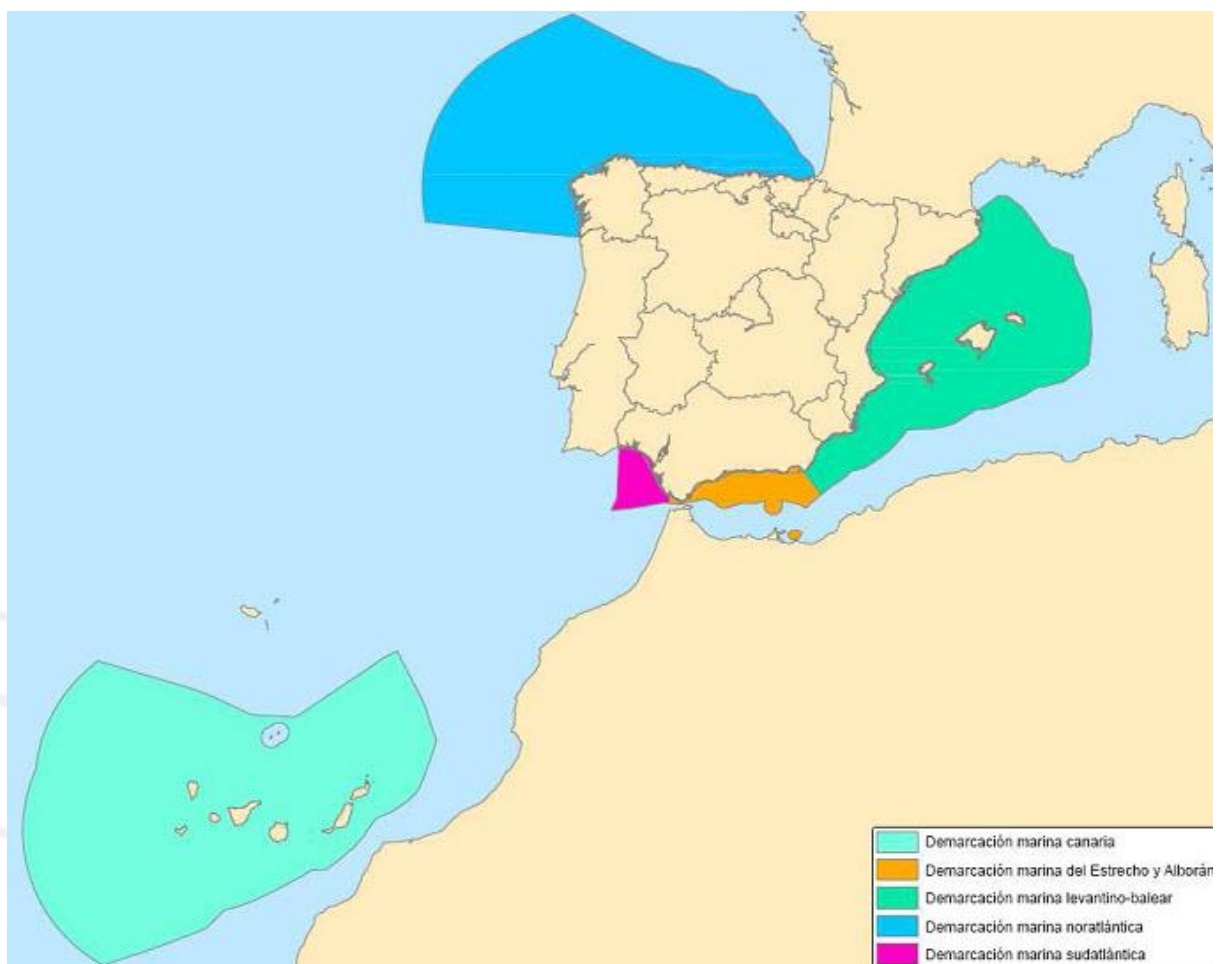 Demarcación marina canaria
Demarcación marina del Estrecho y Alborán
Demarcación marina levantino-balear
Demarcación marina noratlántica
Demarcación marina sudatlántica